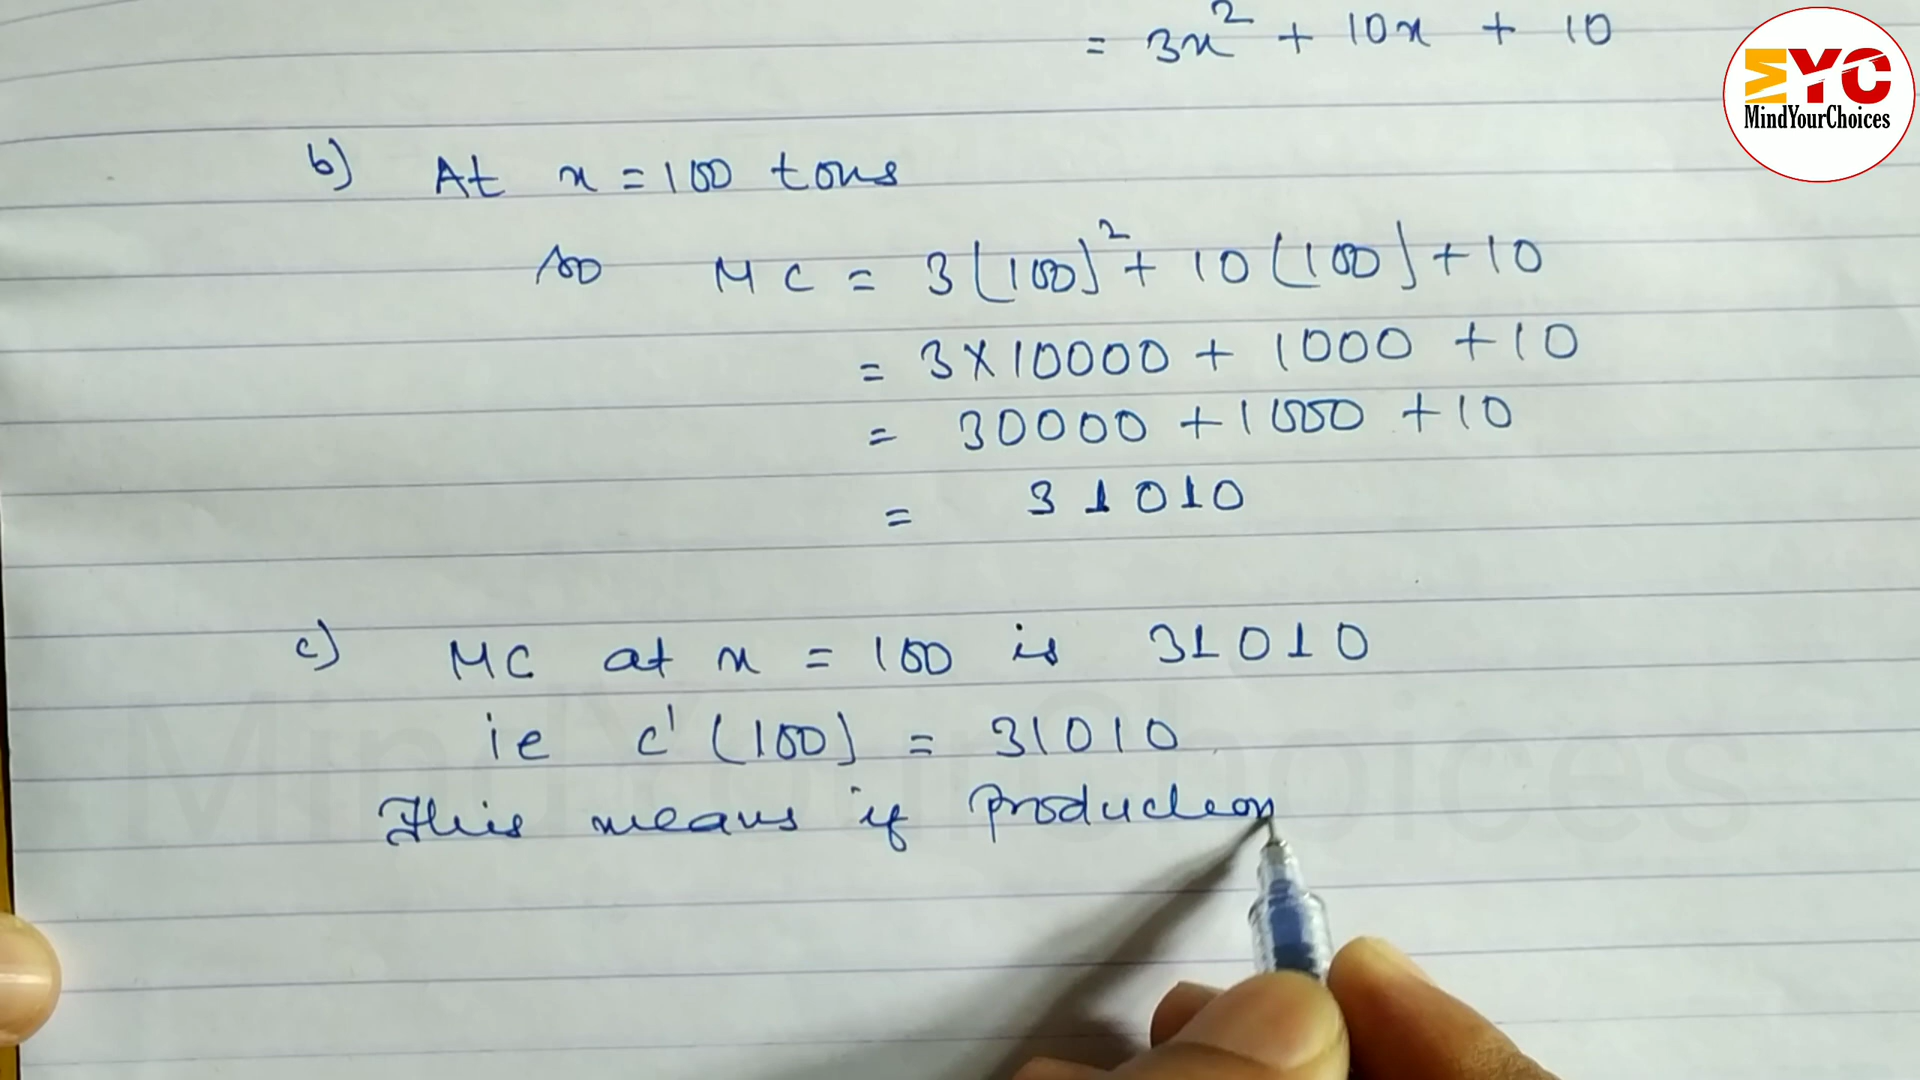 = 3x² + 10x + 10
MYC
MindYourChoices
b) At x = 100 tons
so MC = 3(100)² + 10(100) + 10
= 3×10000 + 1000 + 10
= 30000 + 1000 + 10
= 31010
c) MC at x = 100 is 31010
ie c'(100) = 31010
This means if production
MindYourChoices